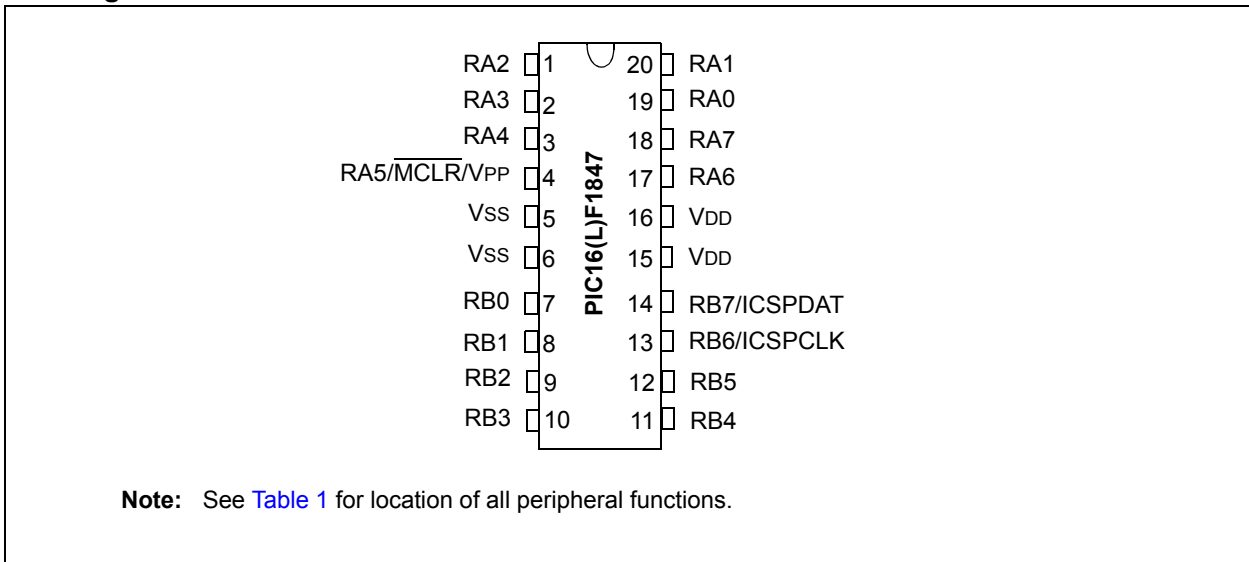 RA2 1 20 RA1
RA3 2 19 RA0
RA4 3 18 RA7
RA5/MCLR/VPP 4 17 RA6
VSS 5 16 VDD
VSS 6 15 VDD
RB0 7 14 RB7/ICSPDAT
RB1 8 13 RB6/ICSPCLK
RB2 9 12 RB5
RB3 10 11 RB4
PIC16(L)F1847
Note: See Table 1 for location of all peripheral functions.